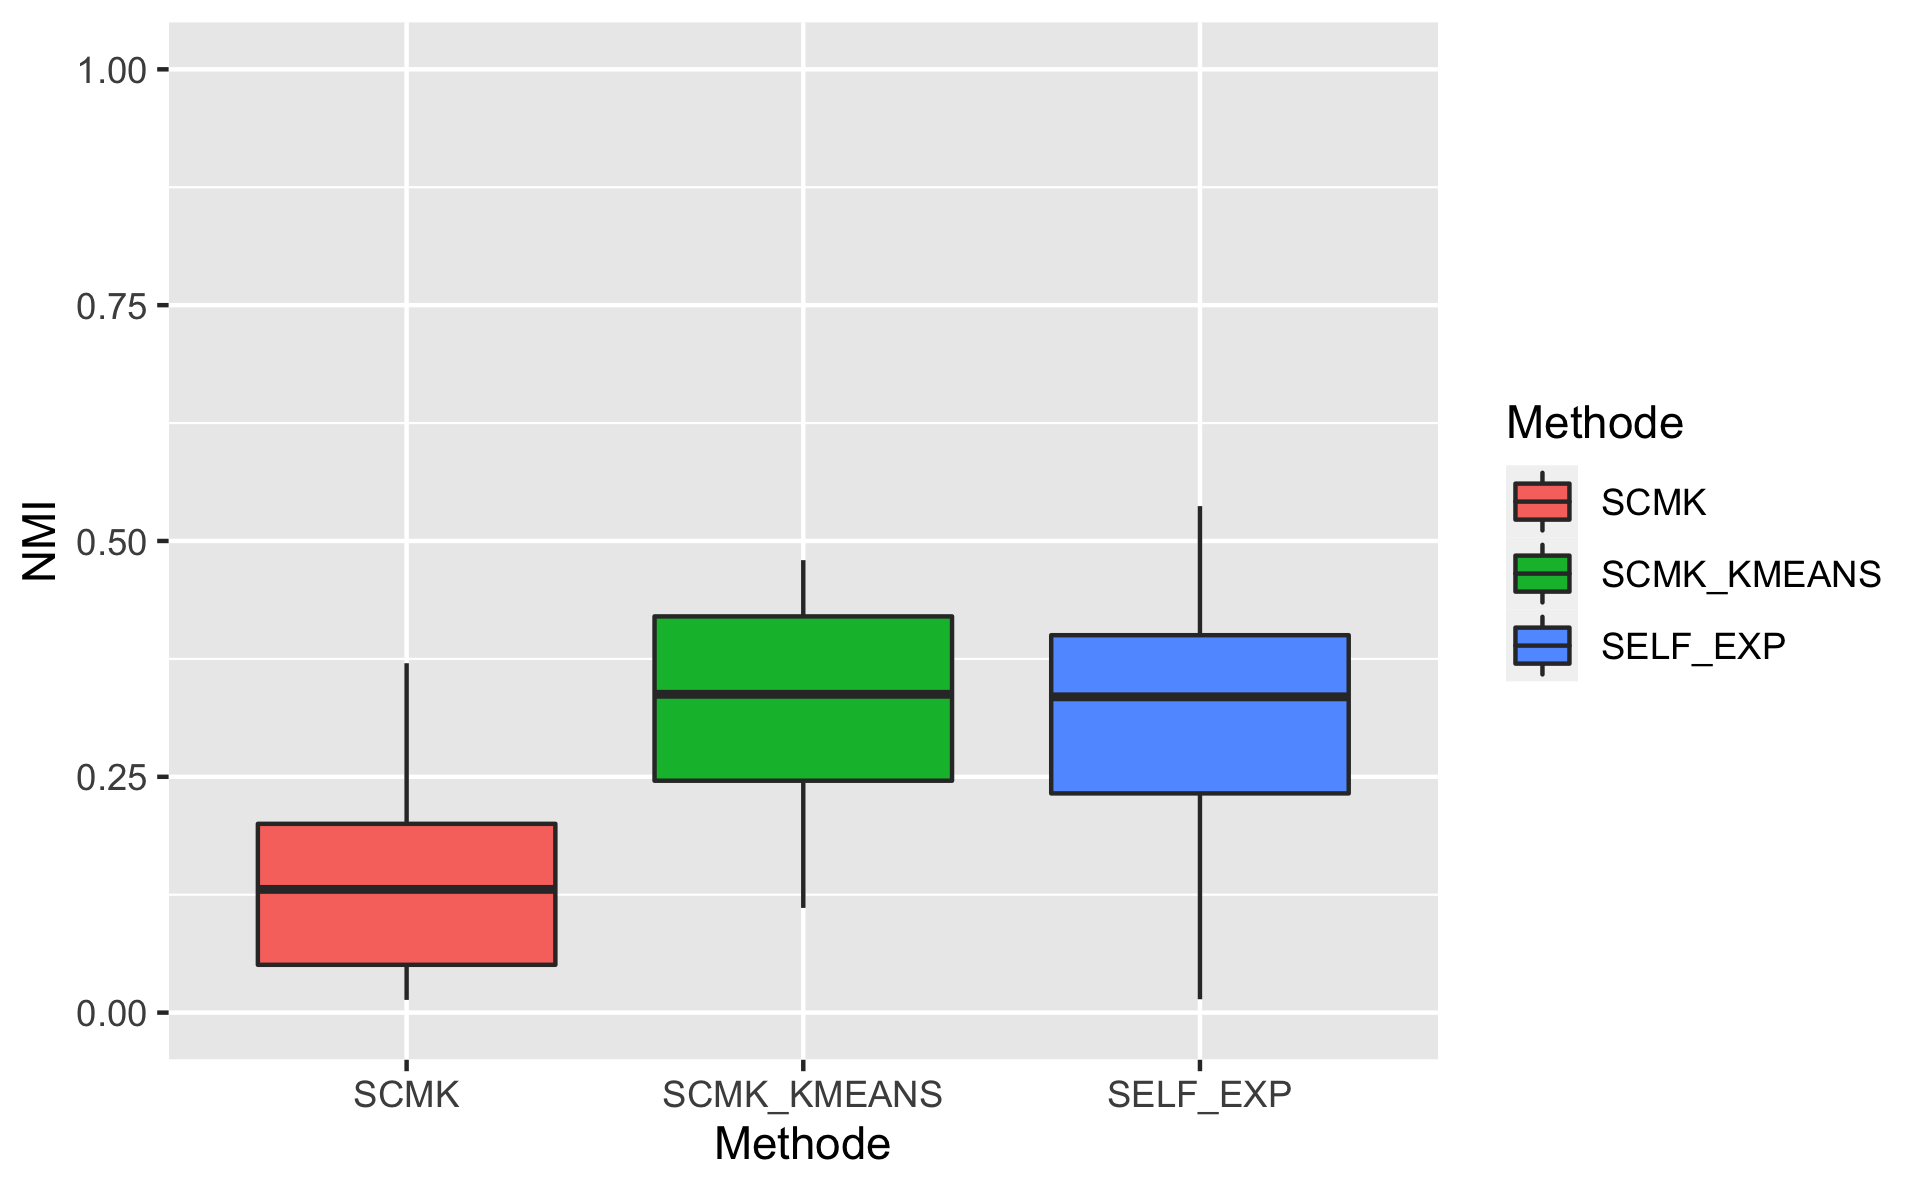 NMI
1.00
0.75
0.50
0.25
0.00
SCMK
SCMK_KMEANS
SELF_EXP
Methode
Methode
SCMK
SCMK_KMEANS
SELF_EXP